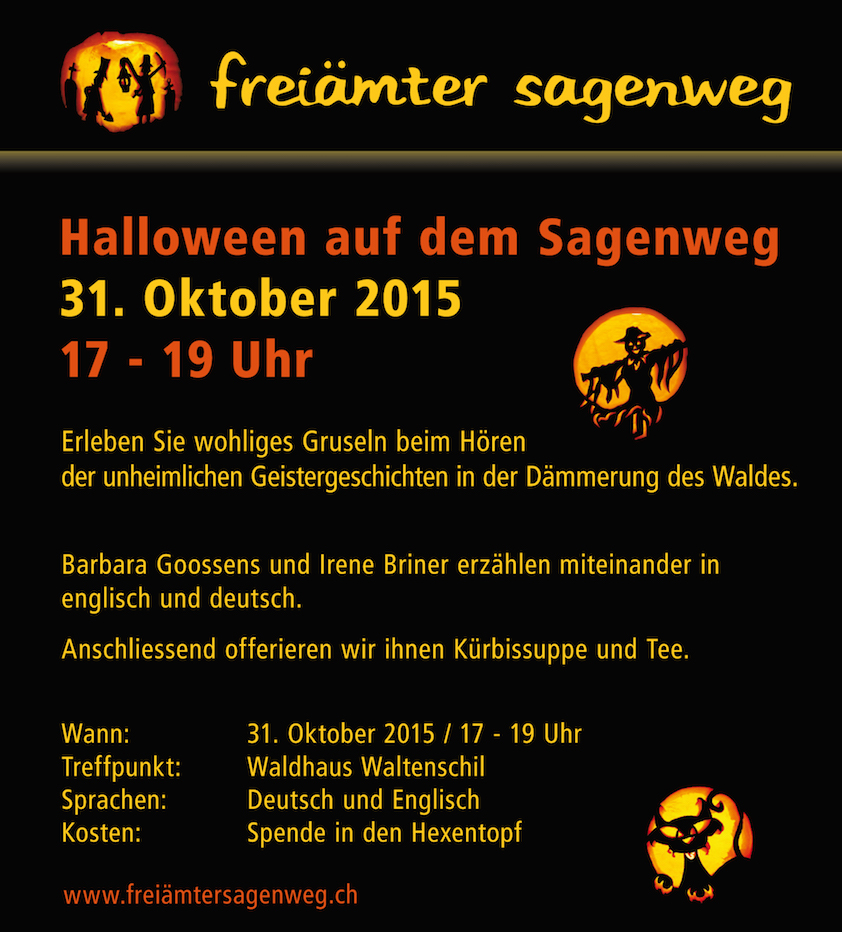 freiämter sagenweg
Halloween auf dem Sagenweg
31. Oktober 2015
17 - 19 Uhr
Erleben Sie wohliges Gruseln beim Hören
der unheimlichen Geistergeschichten in der Dämmerung des Waldes.
Barbara Goossens und Irene Briner erzählen miteinander in
englisch und deutsch.
Anschliessend offerieren wir ihnen Kürbissuppe und Tee.
Wann: 31. Oktober 2015 / 17 - 19 Uhr
Treffpunkt: Waldhaus Waltenschil
Sprachen: Deutsch und Englisch
Kosten: Spende in den Hexentopf
www.freiämtersagenweg.ch